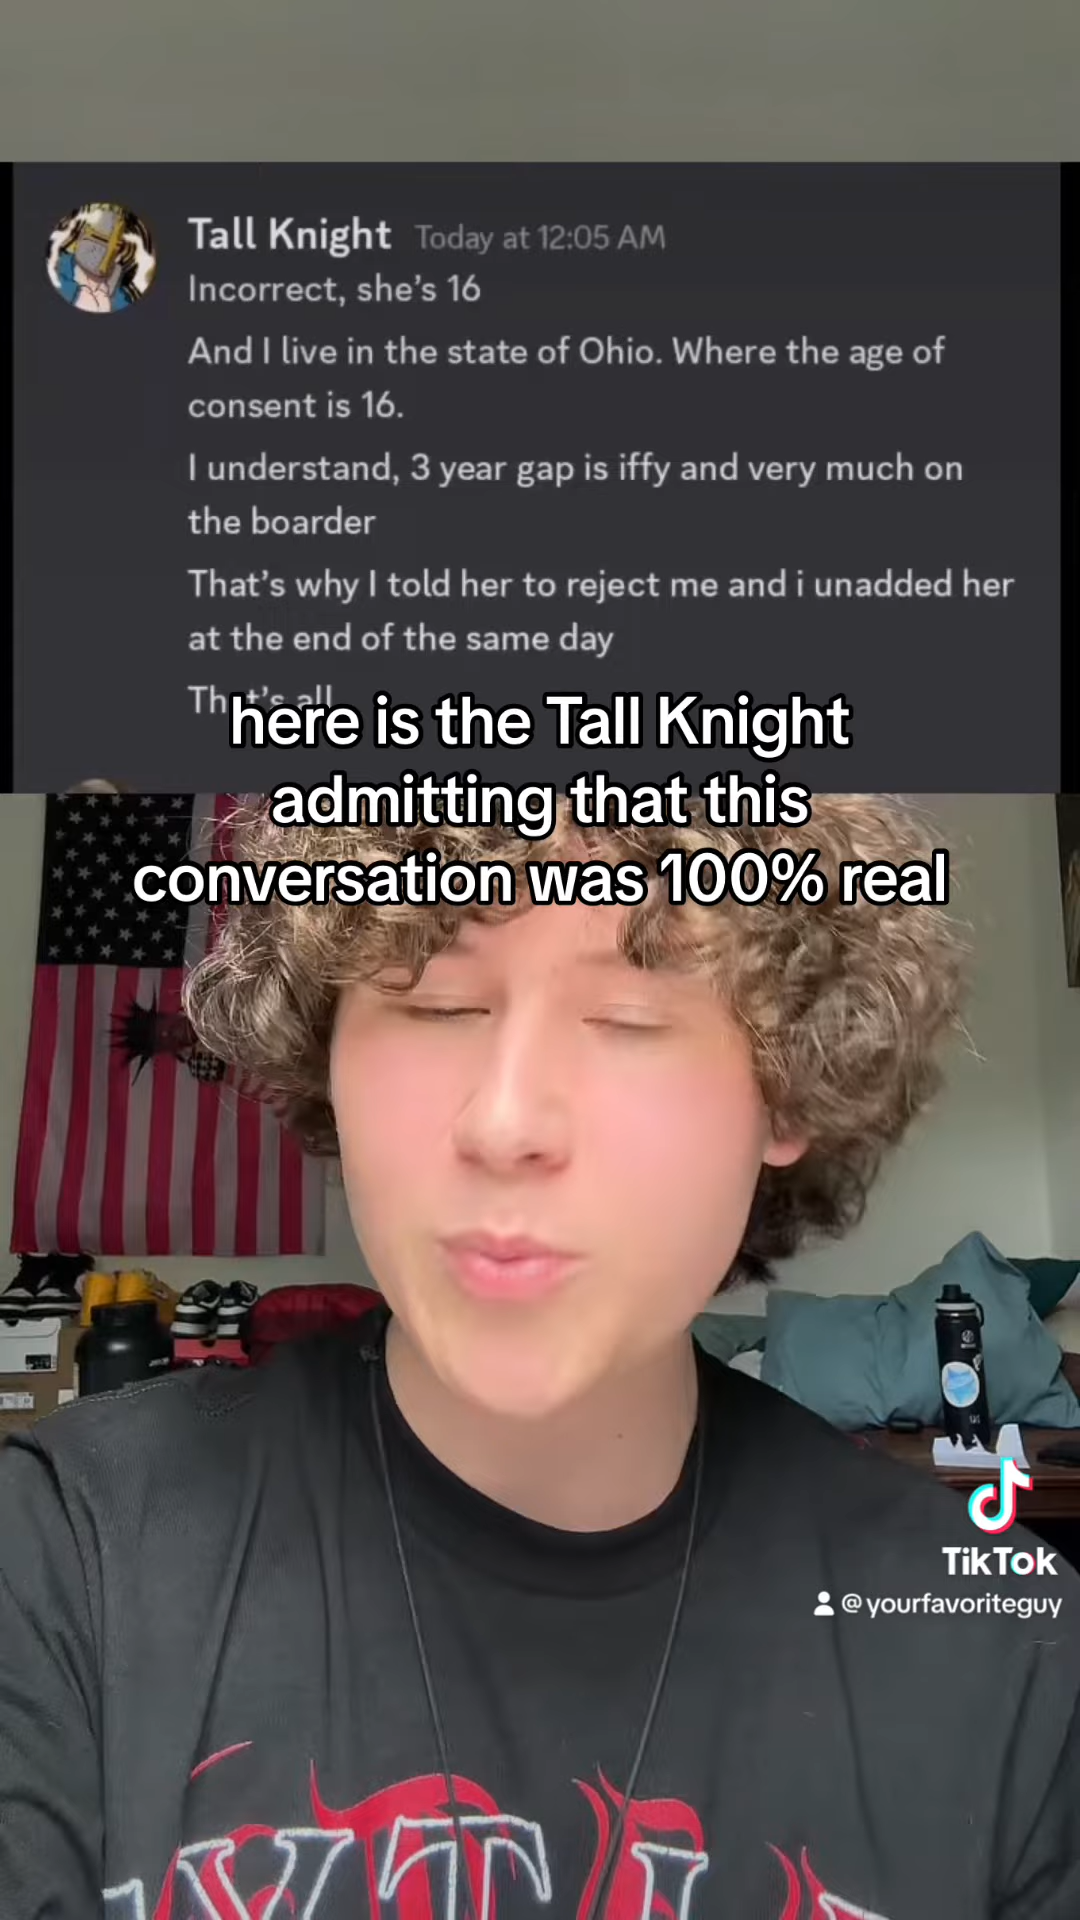 Tall Knight Today at 12:05 AM
Incorrect, she's 16
And I live in the state of Ohio. Where the age of
consent is 16.
I understand, 3 year gap is iffy and very much on
the boarder
That's why I told her to reject me and i unadded her
at the end of the same day
That's all
here is the Tall Knight
admitting that this
conversation was 100% real
TikTok
@yourfavoriteguy